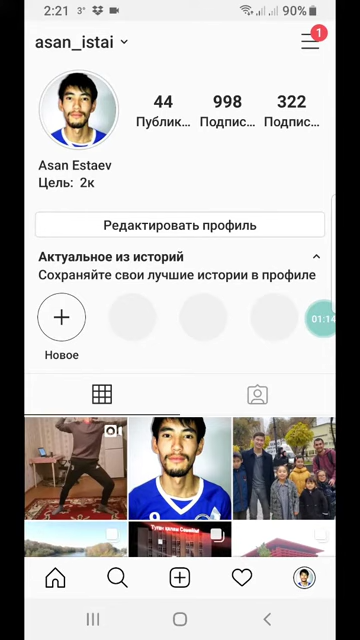 2:21 3° 90%
asan_istai
1
44 998 322
Публик... Подпис... Подпис...
Asan Estaev
Цель: 2к
Редактировать профиль
Актуальное из историй
Сохраняйте свои лучшие истории в профиле
01:14
Новое